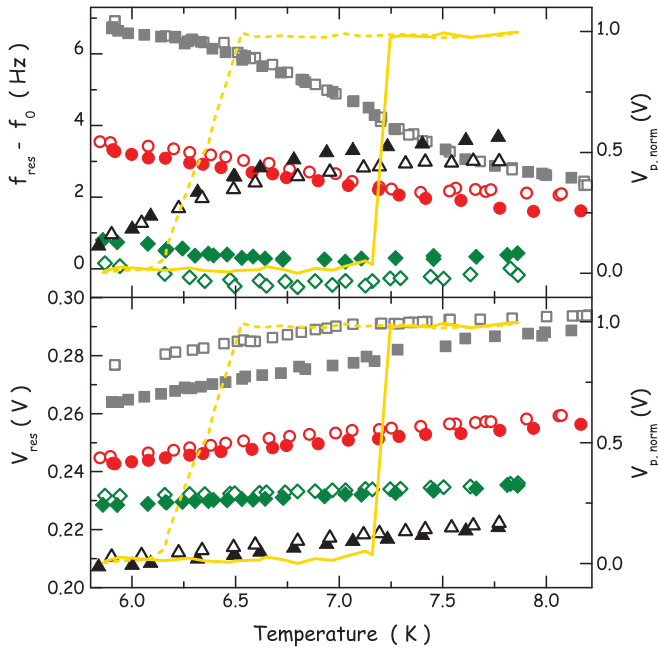 6
4
2
0
f_res - f_0 ( Hz )
1.0
0.5
0.0
V_p, norm (V)
0.30
0.28
0.26
0.24
0.22
0.20
V_res ( V )
1.0
0.5
0.0
V_p, norm (V)
6.0 6.5 7.0 7.5 8.0
Temperature ( K )